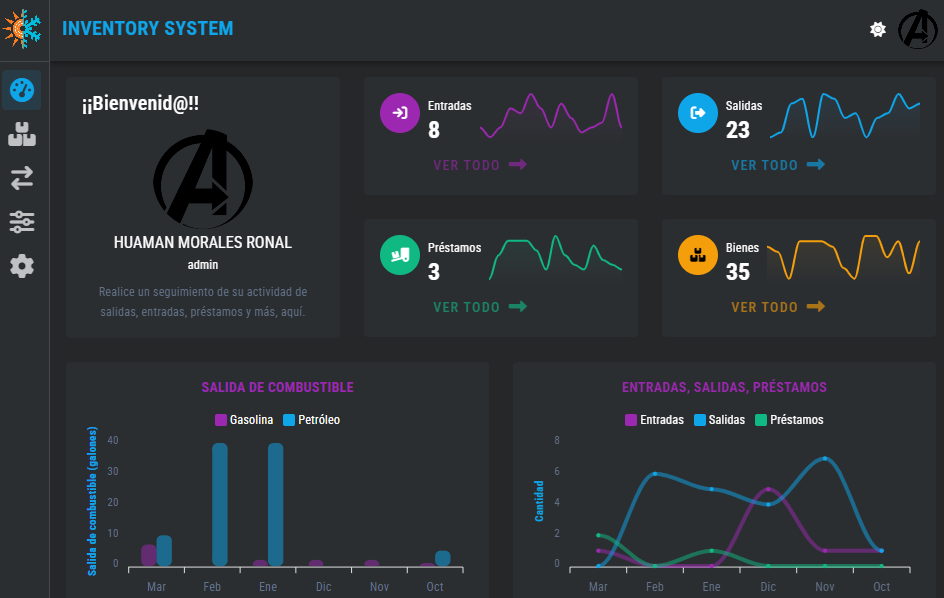 INVENTORY SYSTEM
¡¡Bienvenid@!!
HUAMAN MORALES RONAL
admin
Realice un seguimiento de su actividad de
salidas, entradas, préstamos y más, aquí.
Entradas
8
VER TODO
Salidas
23
VER TODO
Préstamos
3
VER TODO
Bienes
35
VER TODO
SALIDA DE COMBUSTIBLE
Gasolina Petróleo
Salida de combustible (galones)
40
30
20
10
0
Mar Feb Ene Dic Nov Oct
ENTRADAS, SALIDAS, PRÉSTAMOS
Entradas Salidas Préstamos
Cantidad
8
6
4
2
0
Mar Feb Ene Dic Nov Oct